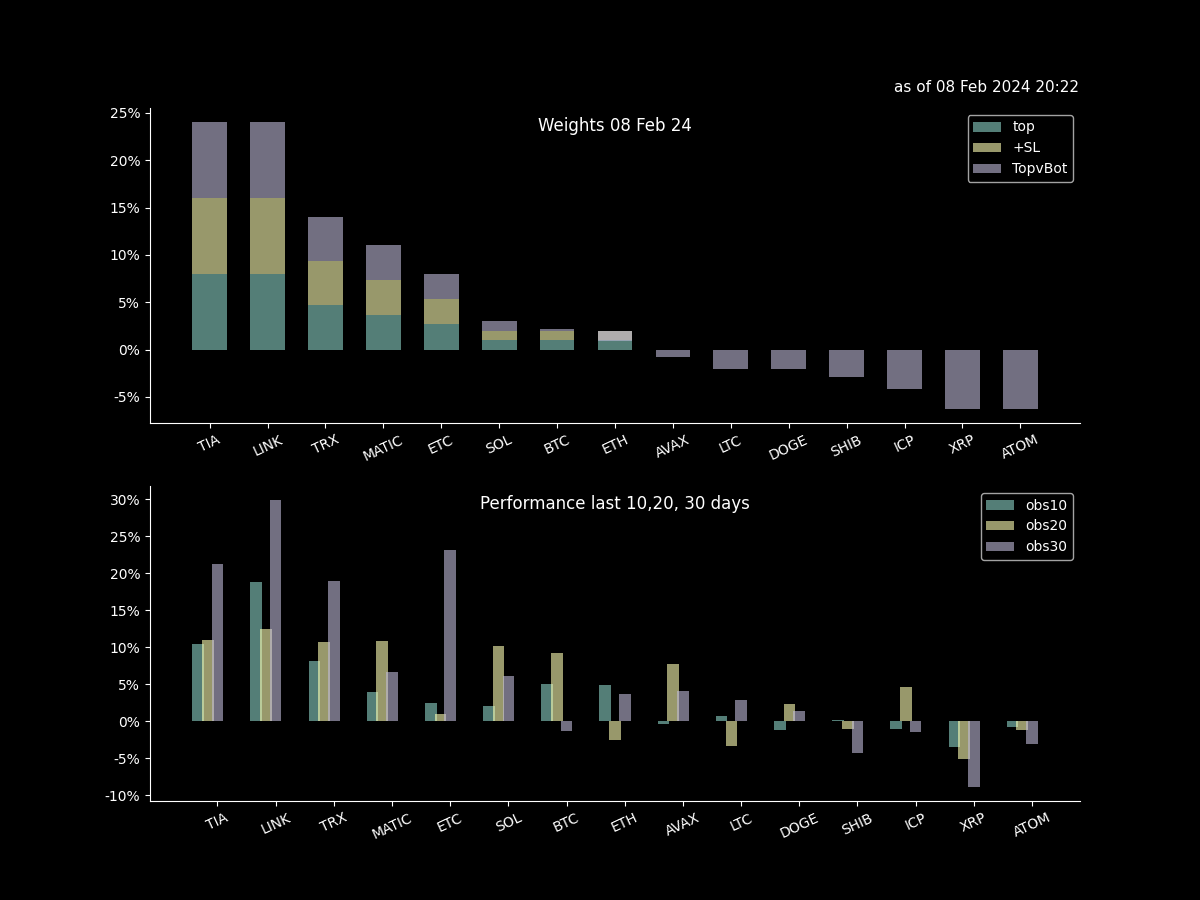 as of 08 Feb 2024 20:22
Weights 08 Feb 24
top
+SL
TopvBot
25%
20%
15%
10%
5%
0%
-5%
TIA LINK TRX MATIC ETC SOL BTC ETH AVAX LTC DOGE SHIB ICP XRP ATOM
Performance last 10,20, 30 days
obs10
obs20
obs30
30%
25%
20%
15%
10%
5%
0%
-5%
-10%
TIA LINK TRX MATIC ETC SOL BTC ETH AVAX LTC DOGE SHIB ICP XRP ATOM